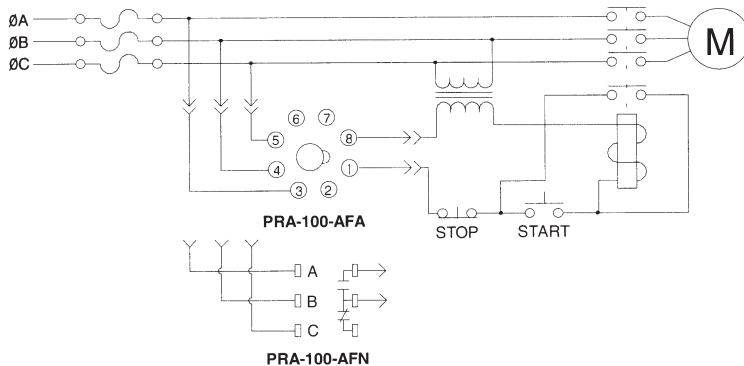 ØA
ØB
ØC
M
6 7
5 8
4 1
3 2
PRA-100-AFA
STOP START
A
B
C
PRA-100-AFN